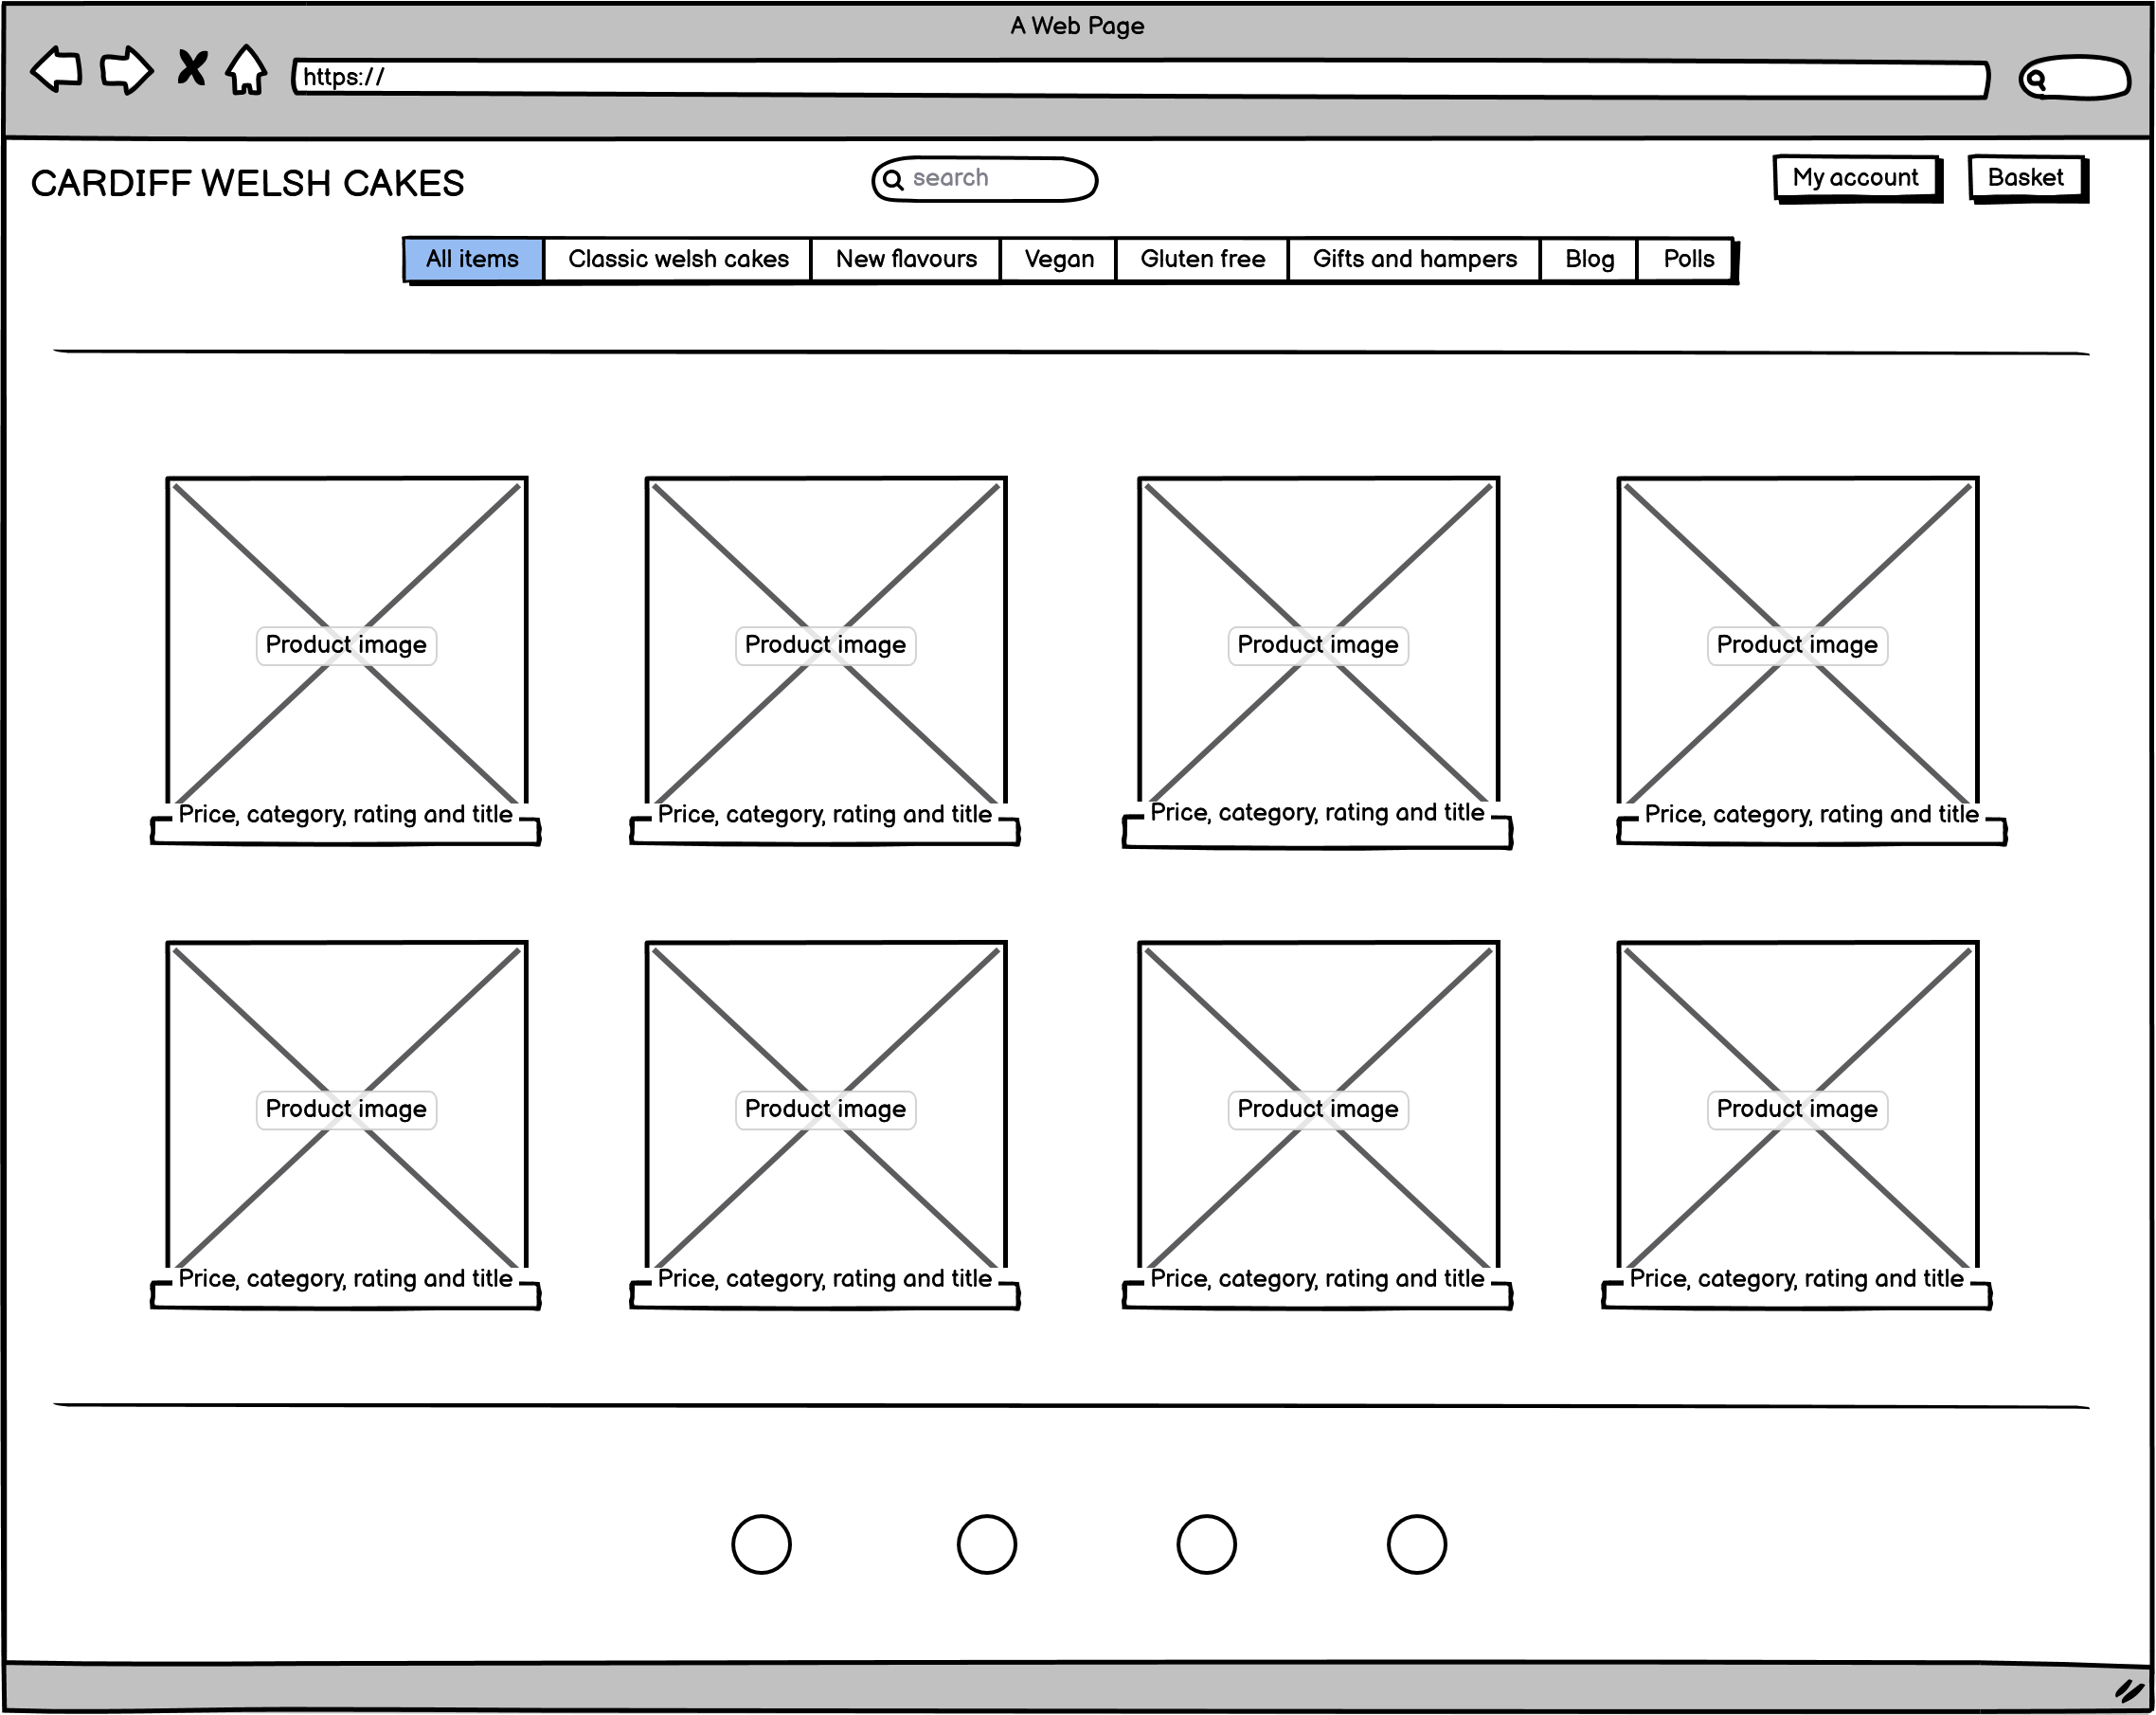 A Web Page
https://
CARDIFF WELSH CAKES
search
My account
Basket
All items
Classic welsh cakes
New flavours
Vegan
Gluten free
Gifts and hampers
Blog
Polls
Product image
Product image
Product image
Product image
Price, category, rating and title
Price, category, rating and title
Price, category, rating and title
Price, category, rating and title
Product image
Product image
Product image
Product image
Price, category, rating and title
Price, category, rating and title
Price, category, rating and title
Price, category, rating and title